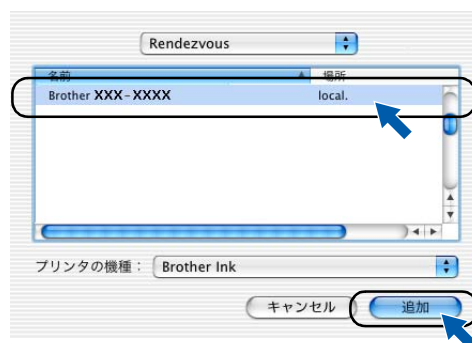 Rendezvous
名前 場所
Brother XXX-XXXX local.
プリンタの機種： Brother Ink
キャンセル 追加